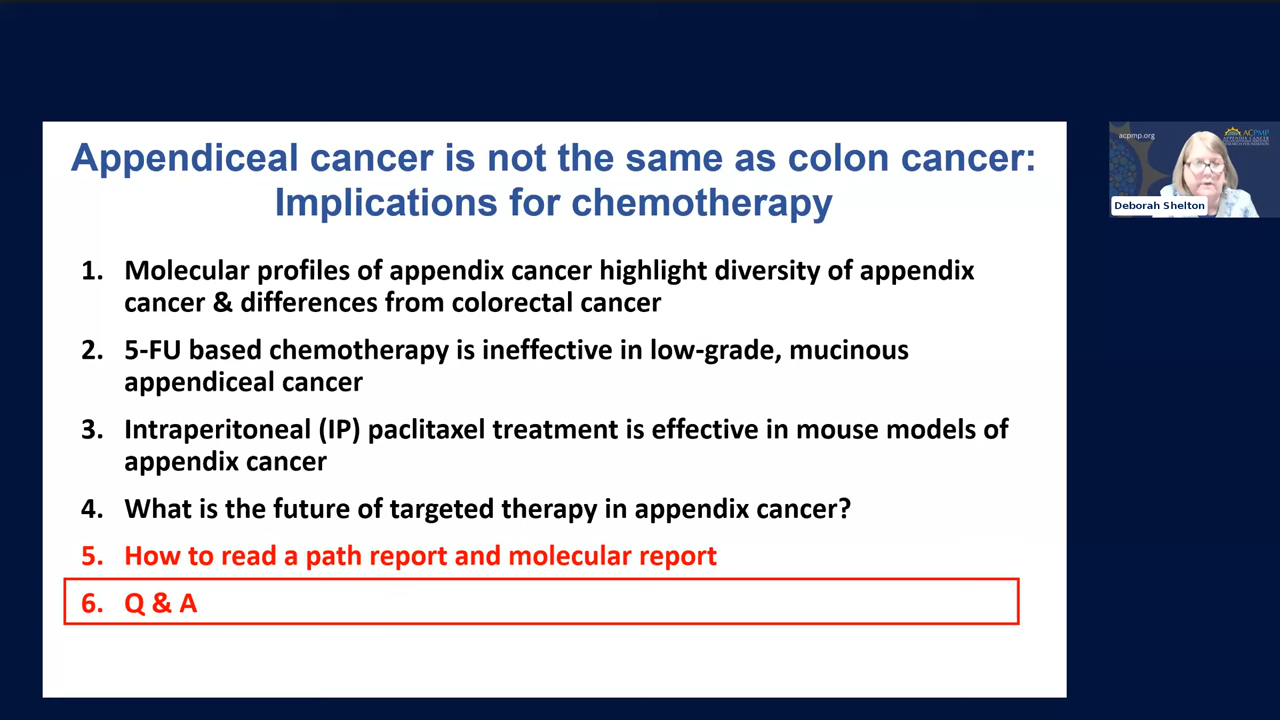 Appendiceal cancer is not the same as colon cancer:
Implications for chemotherapy
1. Molecular profiles of appendix cancer highlight diversity of appendix
cancer & differences from colorectal cancer
2. 5-FU based chemotherapy is ineffective in low-grade, mucinous
appendiceal cancer
3. Intraperitoneal (IP) paclitaxel treatment is effective in mouse models of
appendix cancer
4. What is the future of targeted therapy in appendix cancer?
5. How to read a path report and molecular report
6. Q & A
acpmp.org
ACPMP
Deborah Shelton